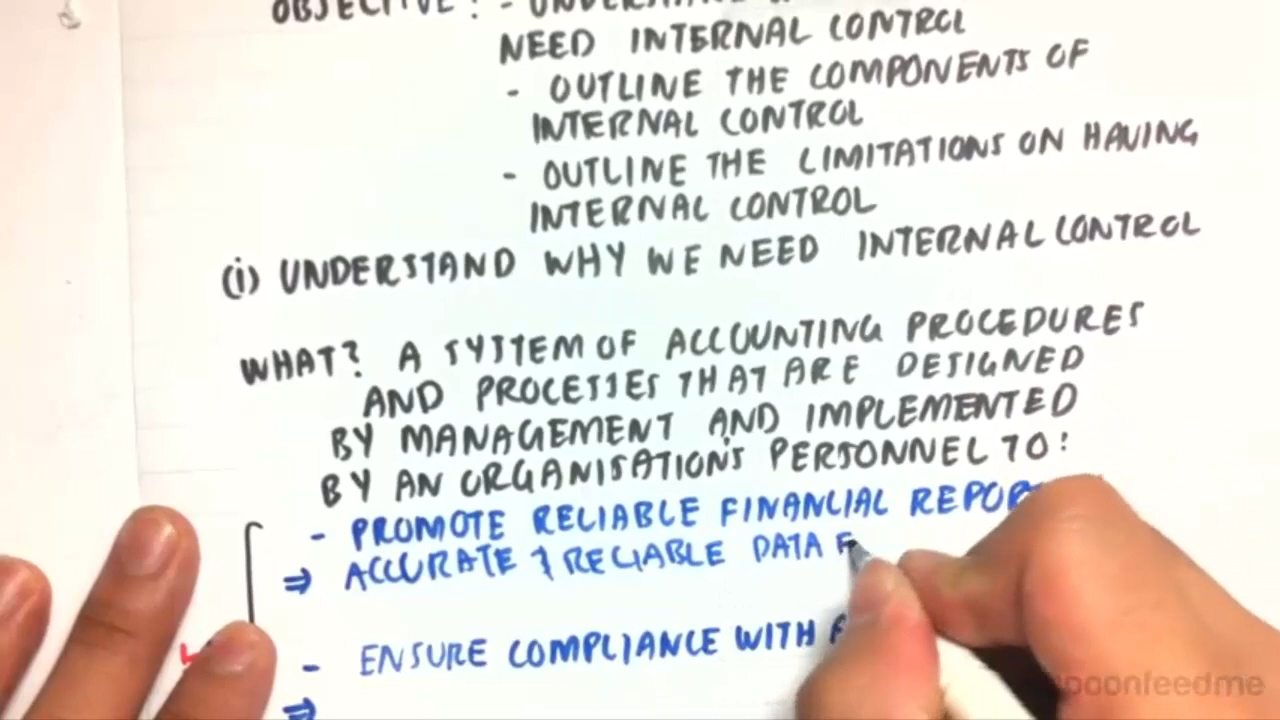 OBJECTIVE: -
NEED INTERNAL CONTROL
- OUTLINE THE COMPONENTS OF
INTERNAL CONTROL
- OUTLINE THE LIMITATIONS ON HAVING
INTERNAL CONTROL
(i) UNDERSTAND WHY WE NEED INTERNAL CONTROL
WHAT? A SYSTEM OF ACCOUNTING PROCEDURES
AND PROCESSES THAT ARE DESIGNED
BY MANAGEMENT AND IMPLEMENTED
BY AN ORGANISATION'S PERSONNEL TO:
- PROMOTE RELIABLE FINANCIAL
⇒ ACCURATE & RELIABLE DATA
- ENSURE COMPLIANCE WITH
⇒
spoonfeedme